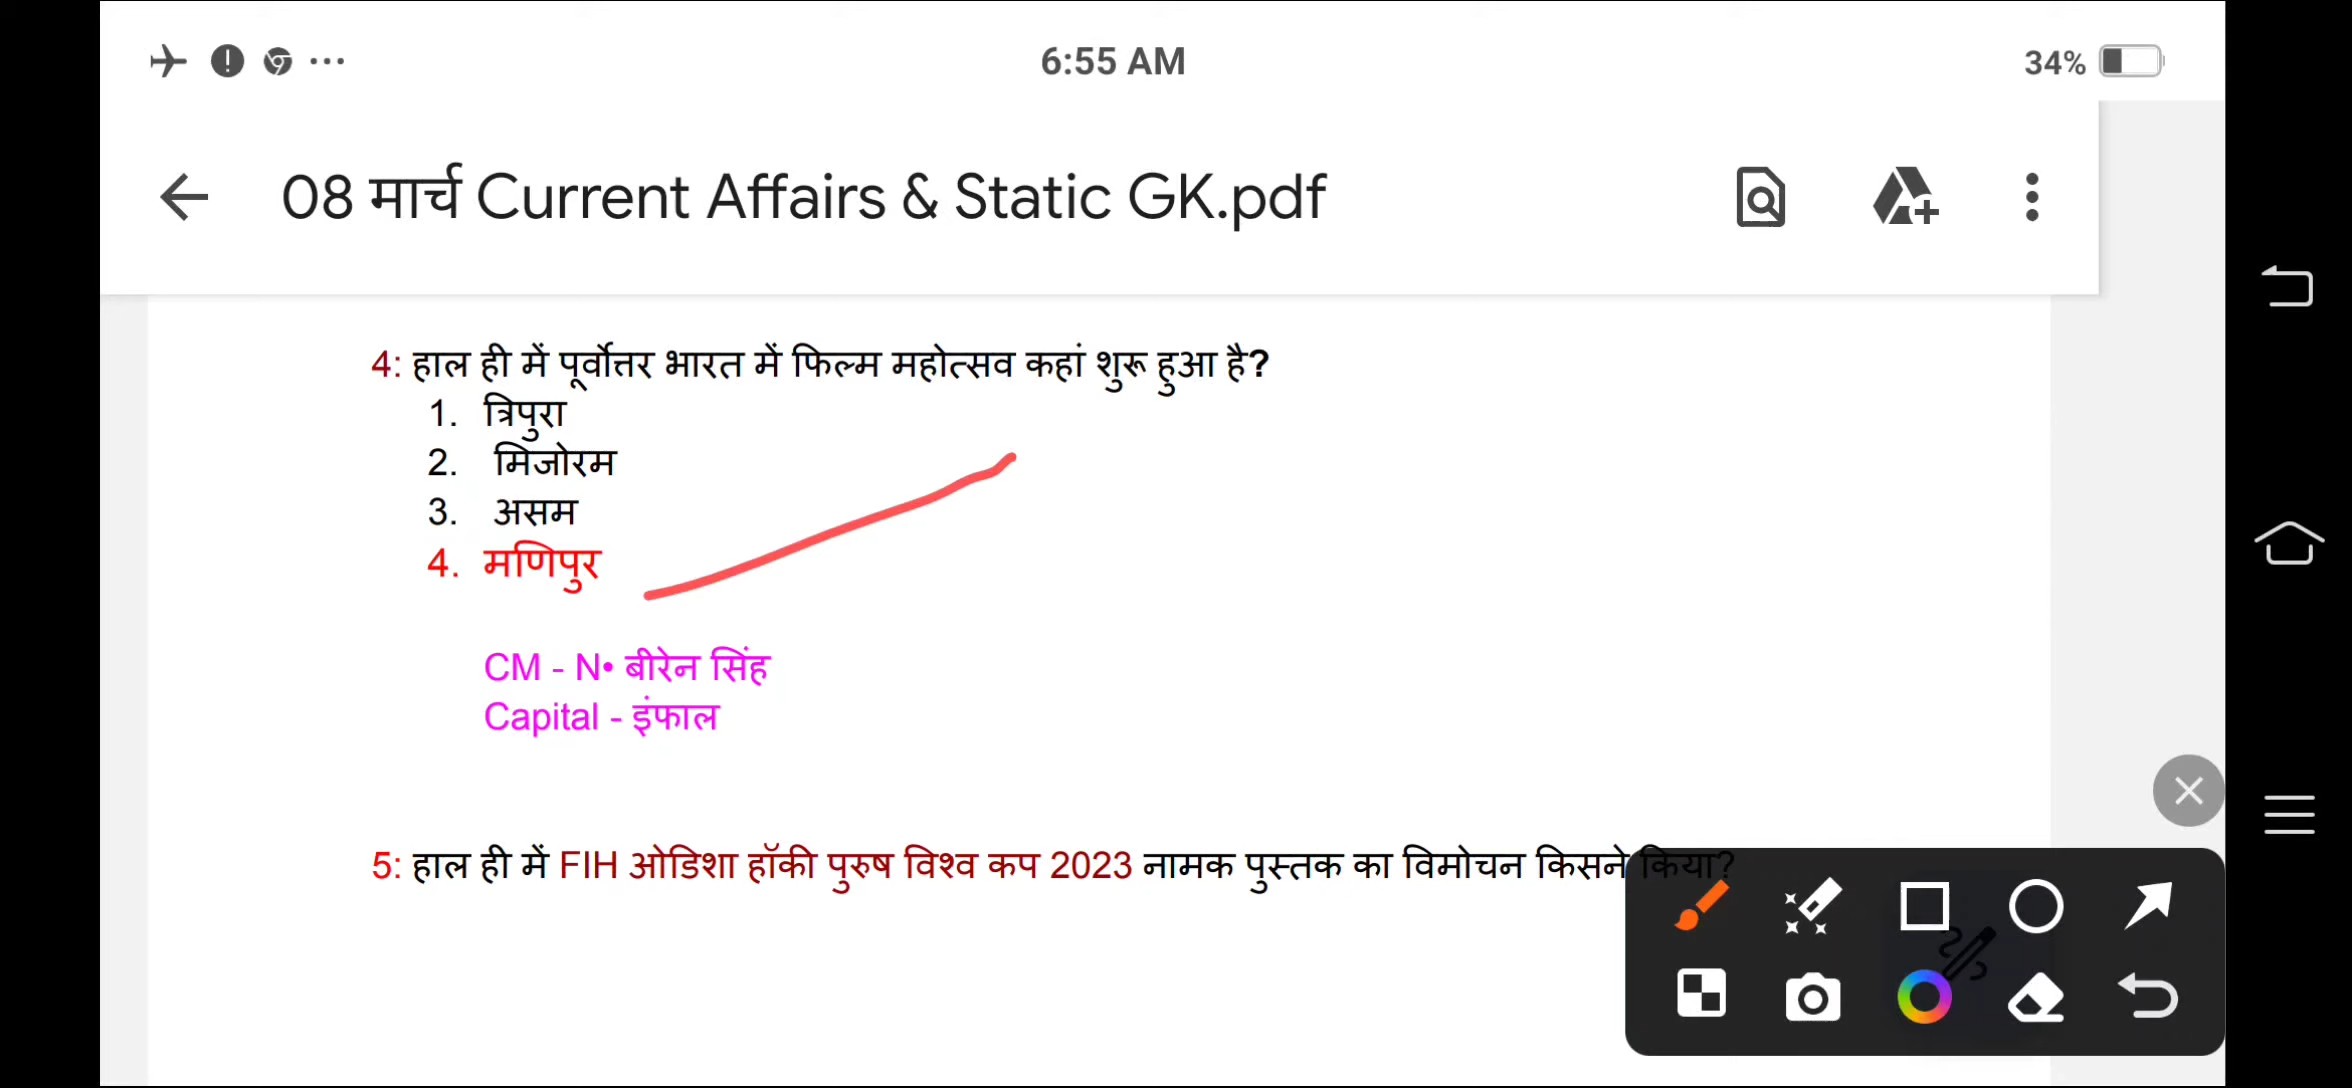 6:55 AM
34%
08 मार्च Current Affairs & Static GK.pdf
4: हाल ही में पूर्वोत्तर भारत में फिल्म महोत्सव कहां शुरू हुआ है?
1. त्रिपुरा
2. मिजोरम
3. असम
4. मणिपुर
CM - N• बीरेन सिंह
Capital - इंफाल
5: हाल ही में FIH ओडिशा हॉकी पुरुष विश्व कप 2023 नामक पुस्तक का विमोचन किसने किया?